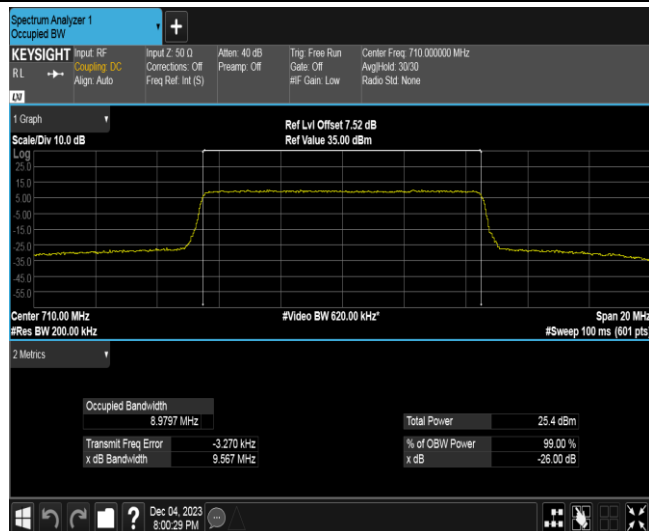 Spectrum Analyzer 1
Occupied BW
+
KEYSIGHT Input: RF Input Z: 50 Ω Atten: 40 dB Trig: Free Run Center Freq: 710.000000 MHz
RL Coupling: DC Corrections: Off Preamp: Off Gate: Off Avg|Hold: 30/30
Align: Auto Freq Ref: Int (S) #IF Gain: Low Radio Std: None
1 Graph
Ref Lvl Offset 7.52 dB
Scale/Div 10.0 dB Ref Value 35.00 dBm
Log
25.0
15.0
5.00
-5.00
-15.0
-25.0
-35.0
-45.0
-55.0
Center 710.00 MHz #Video BW 620.00 kHz* Span 20 MHz
#Res BW 200.00 kHz #Sweep 100 ms (601 pts)
2 Metrics
Occupied Bandwidth
8.9797 MHz Total Power 25.4 dBm
Transmit Freq Error -3.270 kHz % of OBW Power 99.00 %
x dB Bandwidth 9.567 MHz x dB -26.00 dB
? Dec 04, 2023
8:00:29 PM